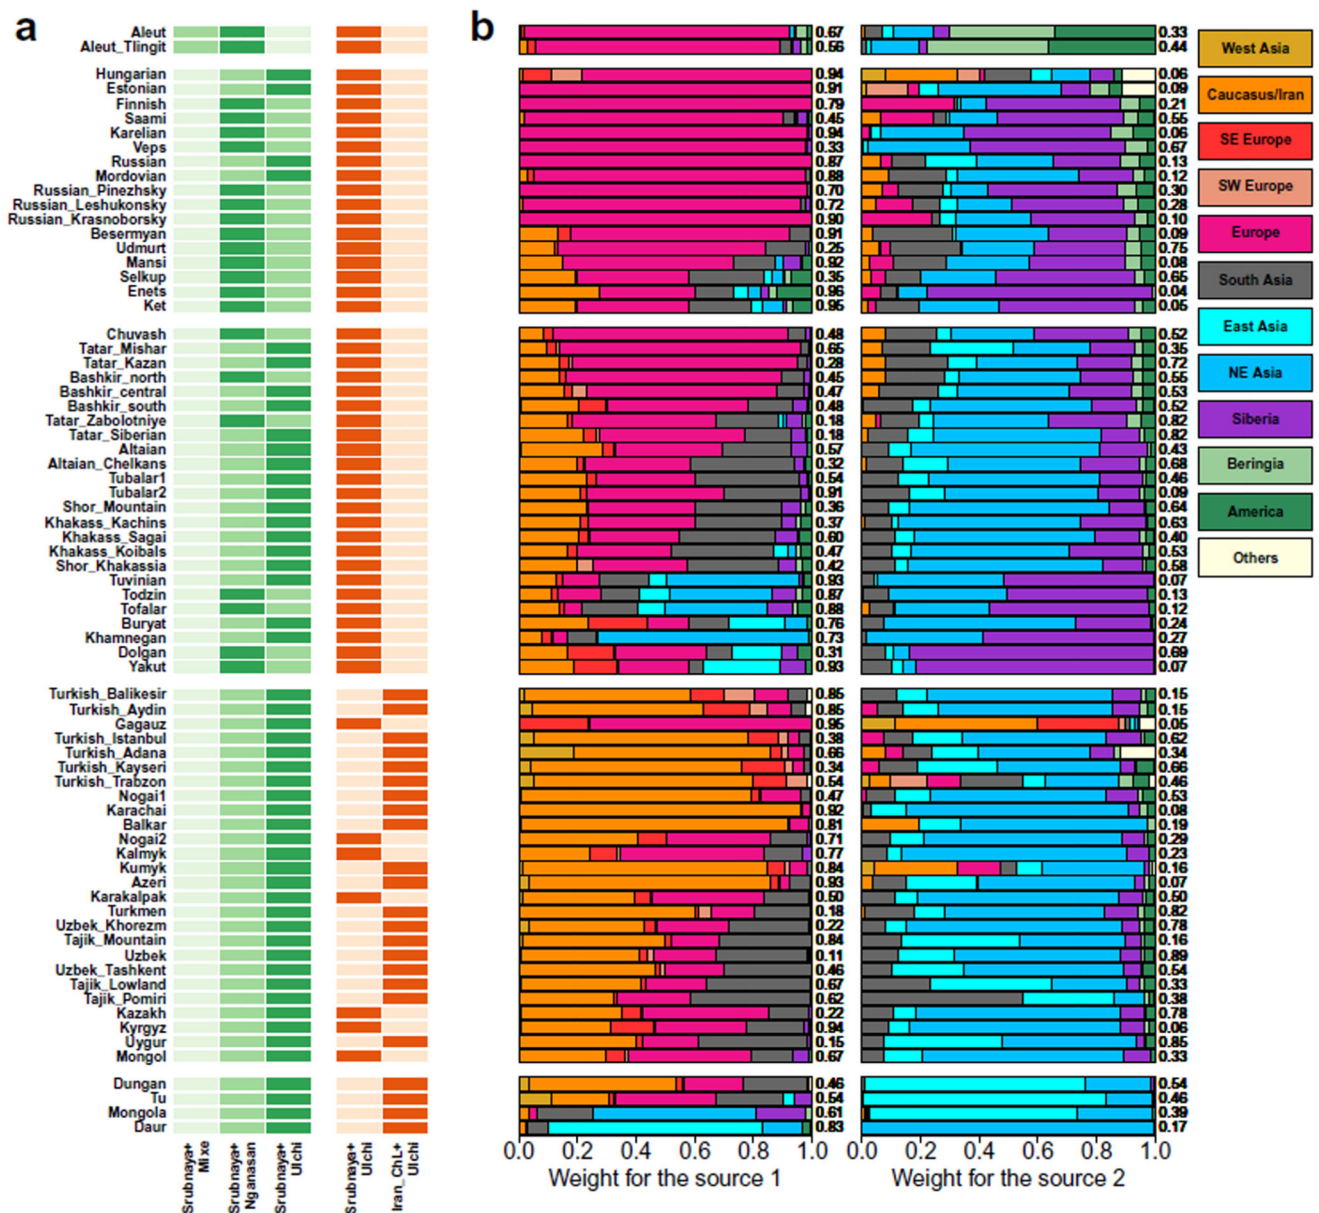 a
b
Aleut 0.67 0.33
Aleut_Tlingit 0.56 0.44
Hungarian 0.94 0.06
Estonian 0.91 0.09
Finnish 0.79 0.21
Saami 0.45 0.55
Karelian 0.94 0.06
Veps 0.33 0.67
Russian 0.87 0.13
Mordovian 0.88 0.12
Russian_Pinezhsky 0.70 0.30
Russian_Leshukonsky 0.72 0.28
Russian_Krasnoborsky 0.90 0.10
Besermyan 0.91 0.09
Udmurt 0.25 0.75
Mansi 0.92 0.08
Selkup 0.35 0.65
Enets 0.96 0.04
Ket 0.95 0.05
Chuvash 0.48 0.52
Tatar_Mishar 0.65 0.35
Tatar_Kazan 0.28 0.72
Bashkir_north 0.45 0.55
Bashkir_central 0.47 0.53
Bashkir_south 0.48 0.52
Tatar_Zabolotniye 0.18 0.82
Tatar_Siberian 0.18 0.82
Altaian 0.57 0.43
Altaian_Chelkans 0.32 0.68
Tubalar1 0.54 0.46
Tubalar2 0.91 0.09
Shor_Mountain 0.36 0.64
Khakass_Kachins 0.37 0.63
Khakass_Sagai 0.60 0.40
Khakass_Koibals 0.47 0.53
Shor_Khakassia 0.42 0.58
Tuvinian 0.93 0.07
Todzin 0.87 0.13
Tofalar 0.88 0.12
Buryat 0.76 0.24
Khamnegan 0.73 0.27
Dolgan 0.31 0.69
Yakut 0.93 0.07
Turkish_Balikesir 0.85 0.15
Turkish_Aydin 0.85 0.15
Gagauz 0.95 0.05
Turkish_Istanbul 0.38 0.62
Turkish_Adana 0.66 0.34
Turkish_Kayseri 0.34 0.66
Turkish_Trabzon 0.54 0.46
Nogai1 0.47 0.53
Karachai 0.92 0.08
Balkar 0.81 0.19
Nogai2 0.71 0.29
Kalmyk 0.77 0.23
Kumyk 0.84 0.16
Azeri 0.93 0.07
Karakalpak 0.50 0.50
Turkmen 0.18 0.82
Uzbek_Khorezm 0.22 0.78
Tajik_Mountain 0.84 0.16
Uzbek 0.11 0.89
Uzbek_Tashkent 0.46 0.54
Tajik_Lowland 0.67 0.33
Tajik_Pomiri 0.62 0.38
Kazakh 0.22 0.78
Kyrgyz 0.94 0.06
Uygur 0.15 0.85
Mongol 0.67 0.33
Dungan 0.46 0.54
Tu 0.54 0.46
Mongola 0.61 0.39
Daur 0.83 0.17
Srubnaya+
Mixe
Srubnaya+
Nganasan
Srubnaya+
Ulchi
Srubnaya+
Ulchi
Iran_ChL+
Ulchi
0.0 0.2 0.4 0.6 0.8 1.0
Weight for the source 1
0.0 0.2 0.4 0.6 0.8 1.0
Weight for the source 2
West Asia
Caucasus/Iran
SE Europe
SW Europe
Europe
South Asia
East Asia
NE Asia
Siberia
Beringia
America
Others